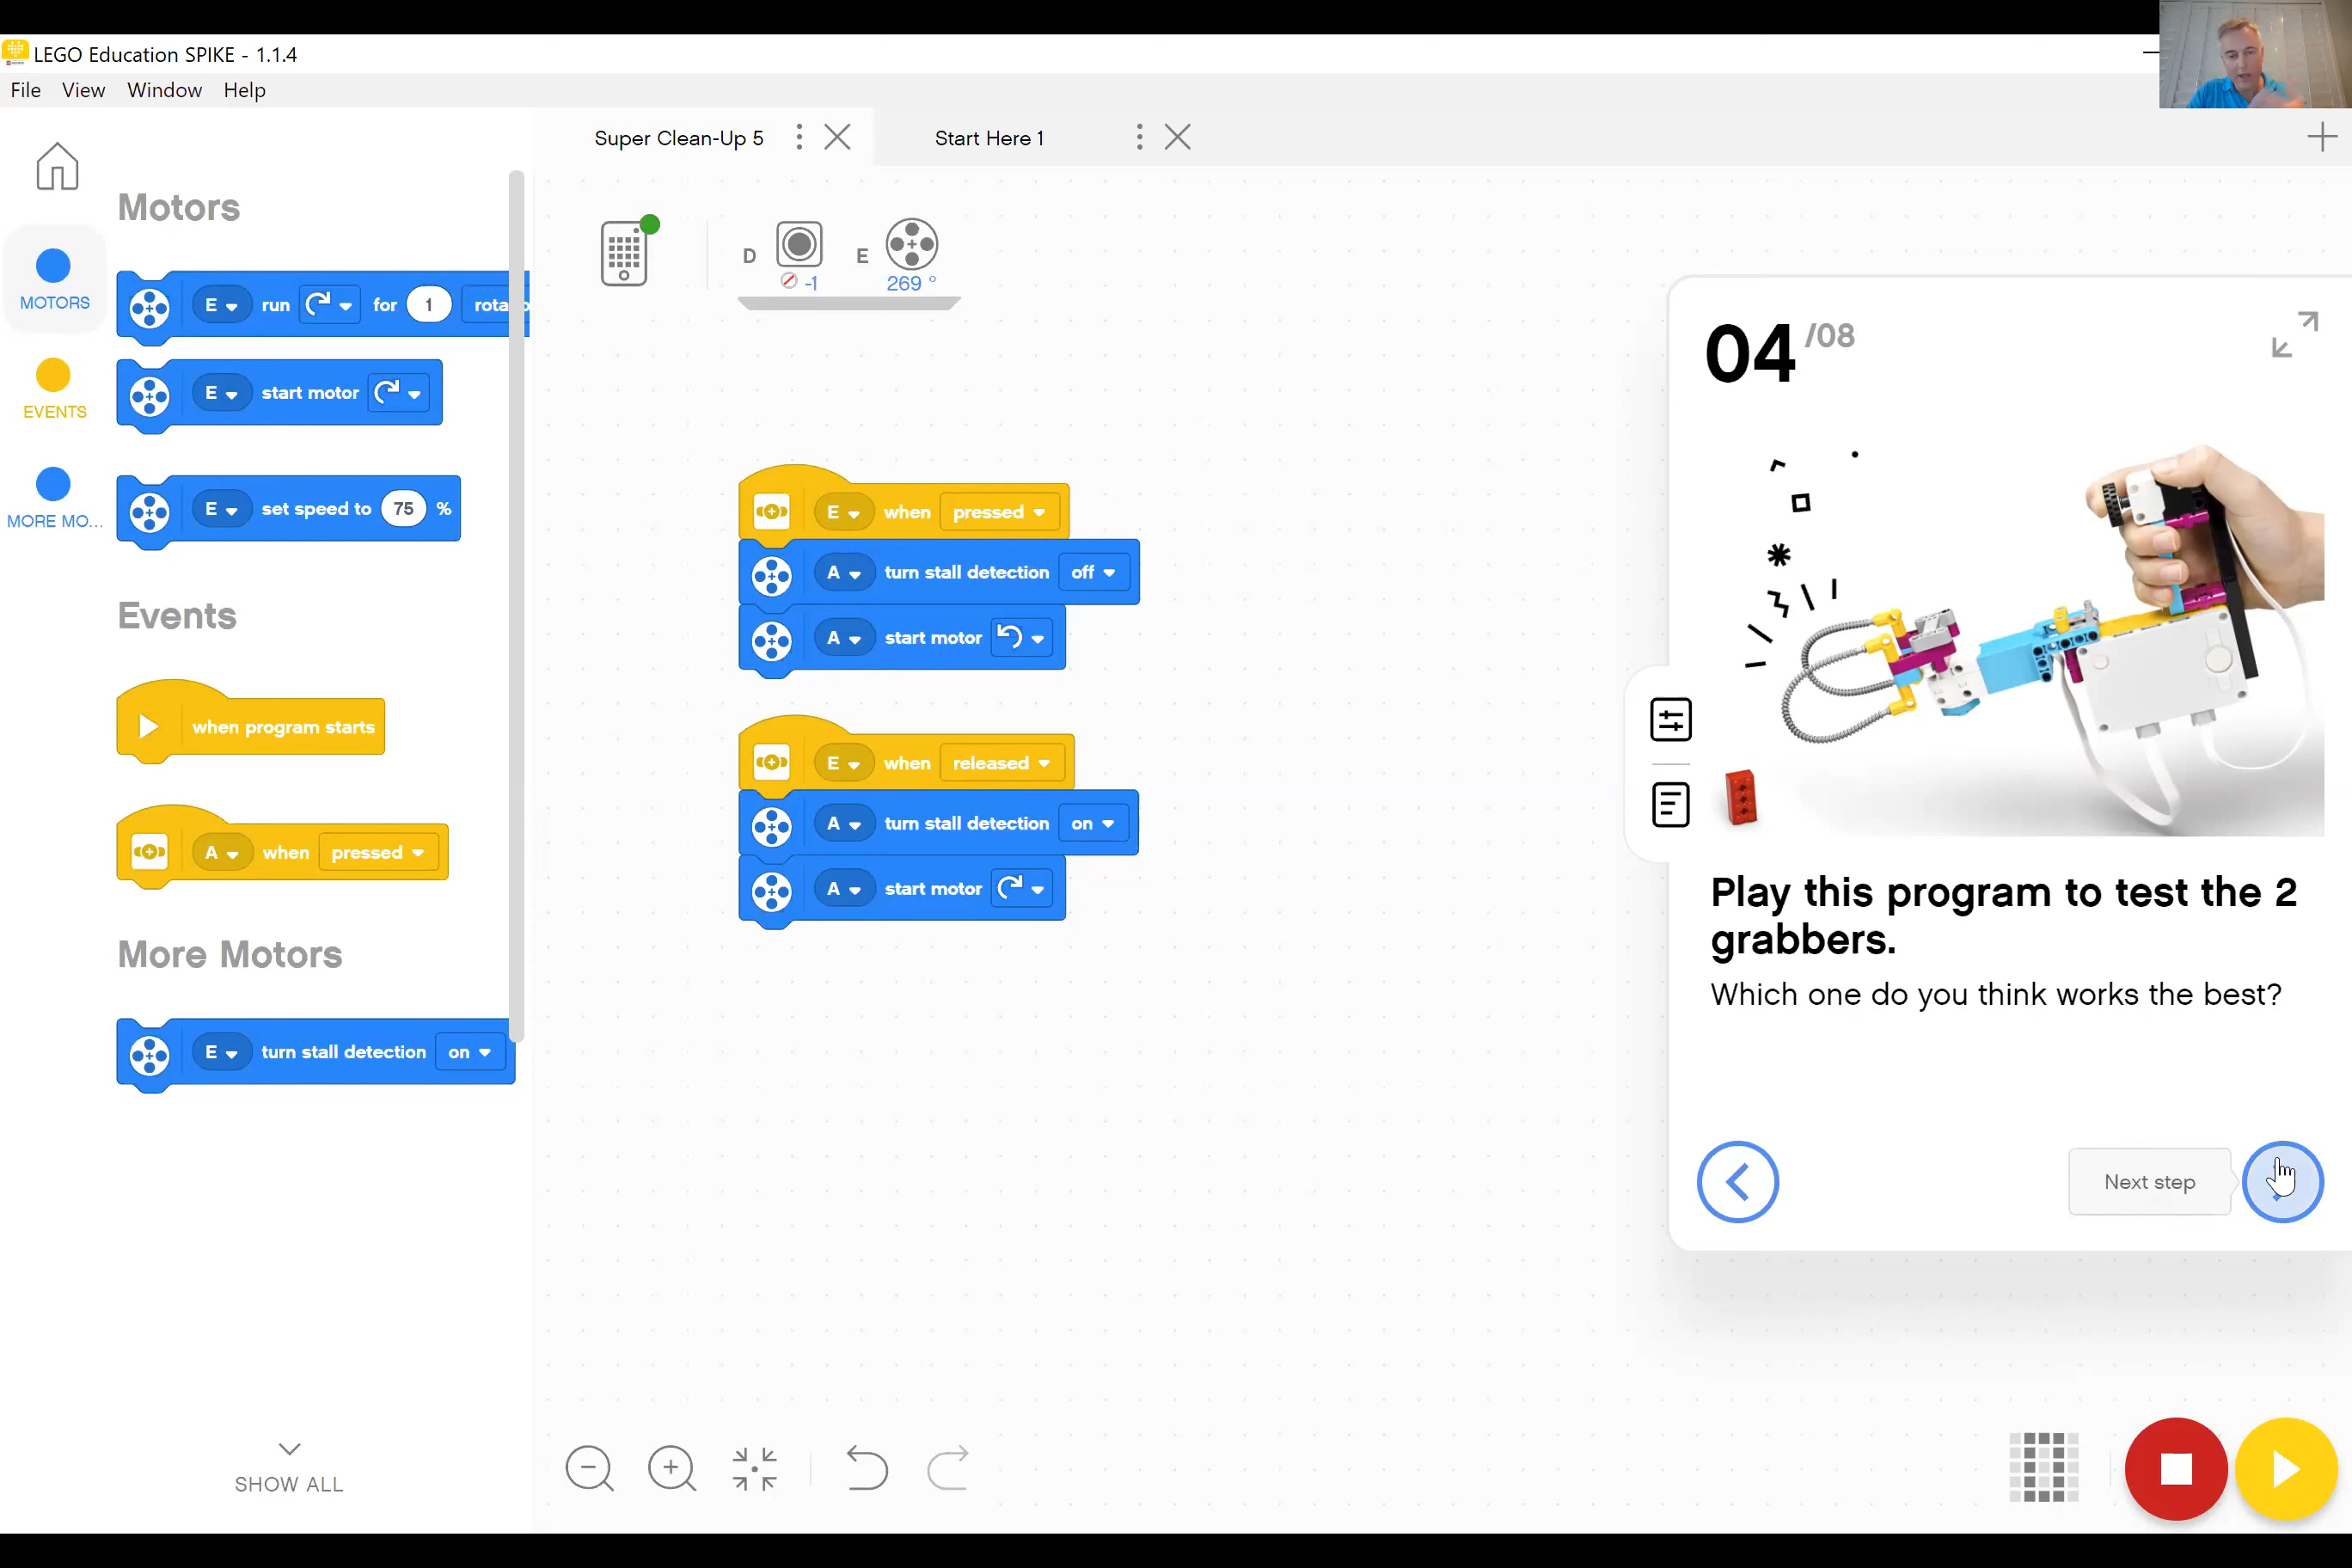 LEGO Education SPIKE - 1.1.4
File View Window Help
Super Clean-Up 5
Start Here 1
MOTORS
EVENTS
MORE MO...
Motors
E run for 1
E start motor
E set speed to 75 %
Events
when program starts
A when pressed
More Motors
E turn stall detection on
SHOW ALL
D -1 E 269 °
E when pressed
A turn stall detection off
A start motor
E when released
A turn stall detection on
A start motor
04 /08
Play this program to test the 2
grabbers.
Which one do you think works the best?
Next step